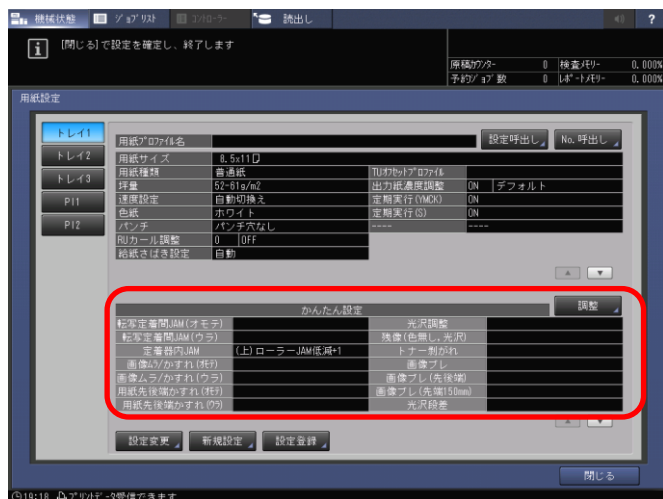 機械状態 ジョブリスト コントローラー 読出し ?
[閉じる]で設定を確定し、終了します
原稿カウンター 0 検査メモリー 0.000%
予約ジョブ数 0 レポートメモリー 0.000%
用紙設定
トレイ1
トレイ2
トレイ3
PI1
PI2
用紙プロファイル名 設定呼出し No.呼出し
用紙サイズ 8.5x11
用紙種類 普通紙 TUオフセットプロファイル
坪量 52-61g/m2 出力紙濃度調整 ON デフォルト
速度設定 自動切換え 定期実行(YMCK) ON
色紙 ホワイト 定期実行(S) ON
パンチ パンチ穴なし ---- ----
RUカール調整 0 OFF
給紙さばき設定 自動
かんたん設定 調整
転写定着間JAM(オモテ) 光沢調整
転写定着間JAM(ウラ) 残像(色無し、光沢)
定着器内JAM (上)ローラーJAM低減+1 トナー剥がれ
画像ムラ/かすれ(オモテ) 画像ブレ
画像ムラ/かすれ(ウラ) 画像ブレ(先後端)
用紙先後端かすれ(オモテ) 画像ブレ(先端150mm)
用紙先後端かすれ(ウラ) 光沢段差
設定変更 新規設定 設定登録
閉じる
19:18 プリントデータ受信できます